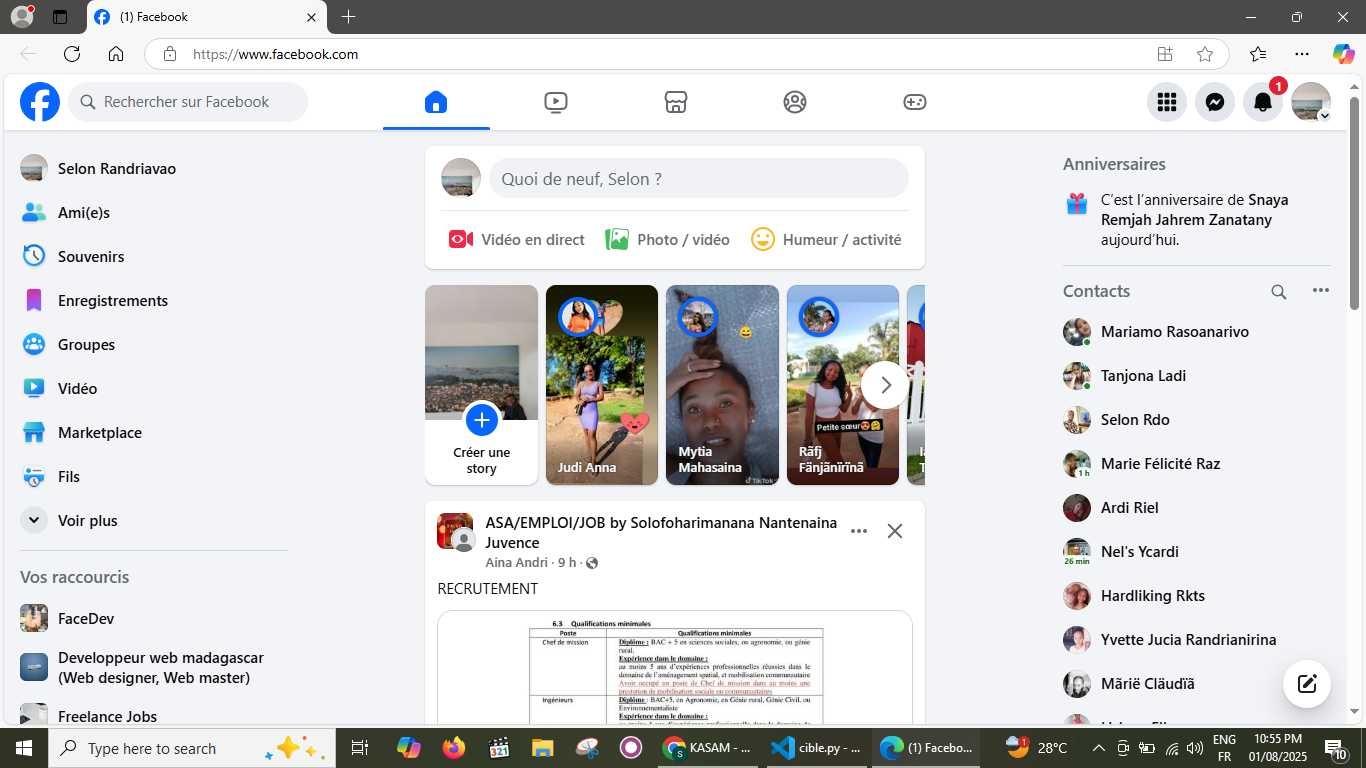 (1) Facebook
https://www.facebook.com
Rechercher sur Facebook
1
Selon Randriavao
Ami(e)s
Souvenirs
Enregistrements
Groupes
Vidéo
Marketplace
Fils
Voir plus
Vos raccourcis
FaceDev
Developpeur web madagascar
(Web designer, Web master)
Freelance Jobs
Quoi de neuf, Selon ?
Vidéo en direct
Photo / vidéo
Humeur / activité
Créer une
story
Judi Anna
Mytia
Mahasaina
TikTok
Petite sœur😍🤗
Rãfj
Fãnjãnïrïnã
ASA/EMPLOI/JOB by Solofoharimanana Nantenaina
Juvence
Aina Andri · 9 h ·
RECRUTEMENT
6.3 Qualifications minimales
Poste Qualifications minimales
Chef de mission Diplôme : BAC + 5 en sciences sociales, ou agronomie, ou génie
rural.
Expérience dans le domaine :
au moins 5 ans d'expériences professionnelles réussies dans le
domaine de l'aménagement spatial, et mobilisation communautaire
Avoir occupé un poste de Chef de mission dans au moins une
prestation de mobilisation sociale ou communautaires
Ingénieurs Diplôme : BAC+5, en Agronomie, en Génie rural, Génie Civil, ou
Environnementaliste
Expérience dans le domaine :
Anniversaires
C'est l'anniversaire de Snaya
Remjah Jahrem Zanatany
aujourd'hui.
Contacts
Mariamo Rasoanarivo
Tanjona Ladi
Selon Rdo
Marie Félicité Raz
1 h
Ardi Riel
Nel's Ycardi
26 min
Hardliking Rkts
Yvette Jucia Randrianirina
Mãrië Clãudïã
Type here to search
321
KASAM - ...
cible.py - ...
(1) Facebo...
1
28°C
ENG
FR
10:55 PM
01/08/2025
10